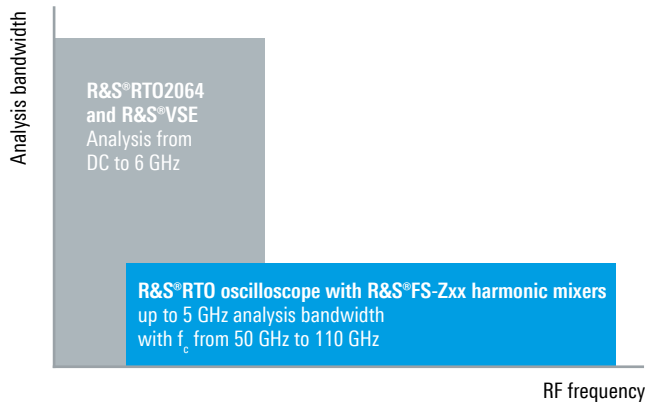 Analysis bandwidth
R&S®RTO2064
and R&S®VSE
Analysis from
DC to 6 GHz
R&S®RTO oscilloscope with R&S®FS-Zxx harmonic mixers
up to 5 GHz analysis bandwidth
with fc from 50 GHz to 110 GHz
RF frequency